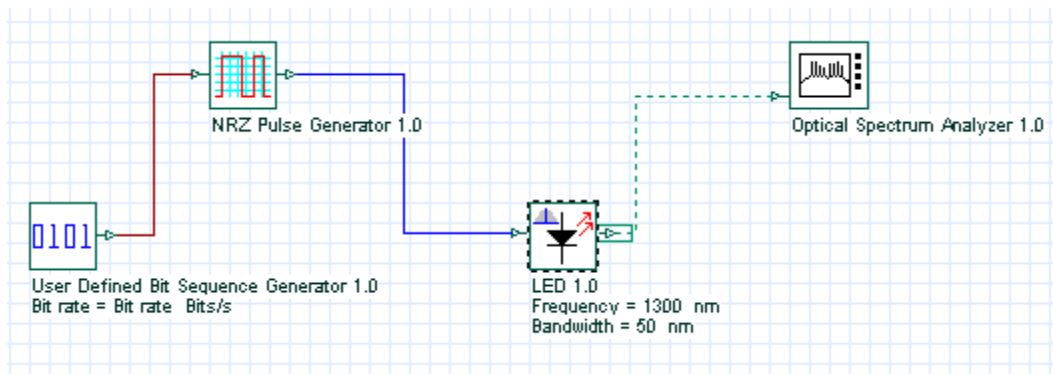 NRZ Pulse Generator 1.0
Optical Spectrum Analyzer 1.0
0101
User Defined Bit Sequence Generator 1.0
Bit rate = Bit rate Bits/s
LED 1.0
Frequency = 1300 nm
Bandwidth = 50 nm